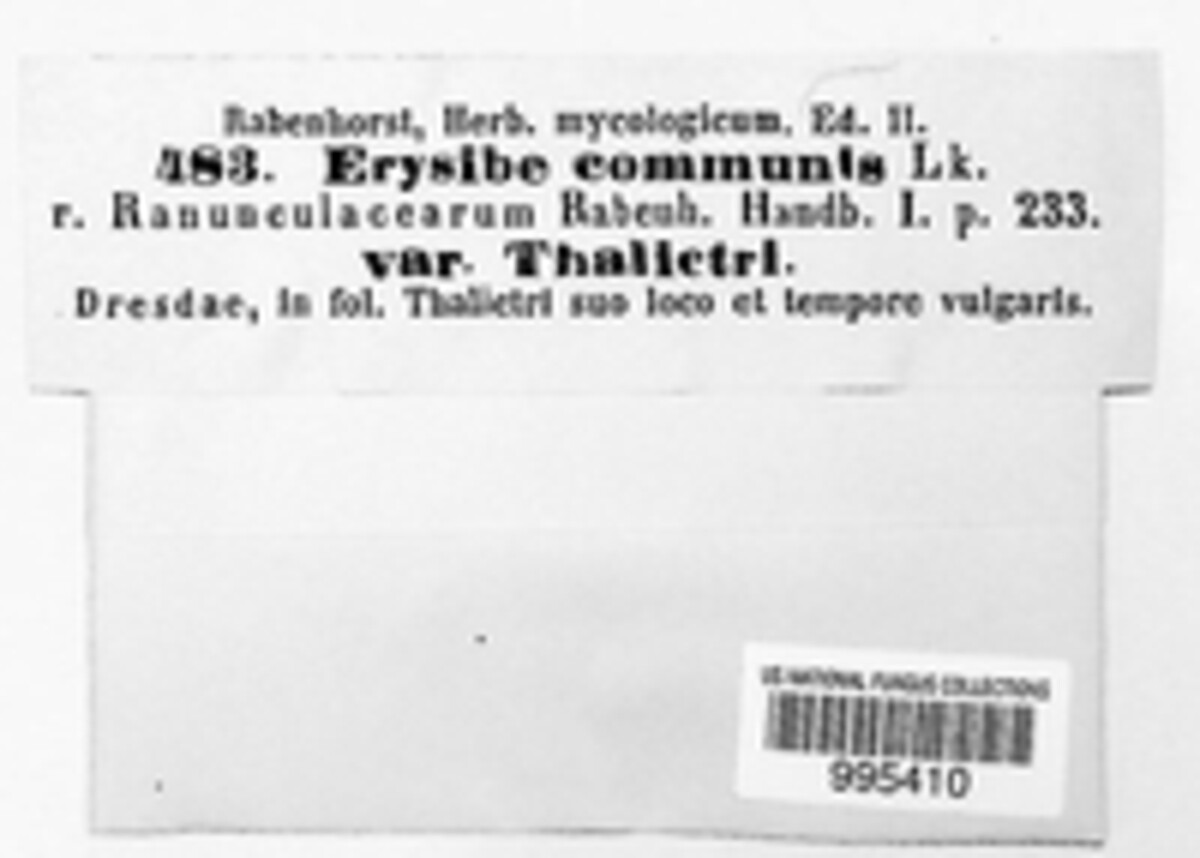 Rabenhorst, Herb. mycologicum. Ed. II.
483. Erysibe communis Lk.
r. Ranunculacearum Rabenh. Handb. I. p. 233.
var. Thalictri.
Dresdae, in fol. Thalictri suo loco et tempore vulgaris.
US NATIONAL FUNGUS COLLECTIONS
995410